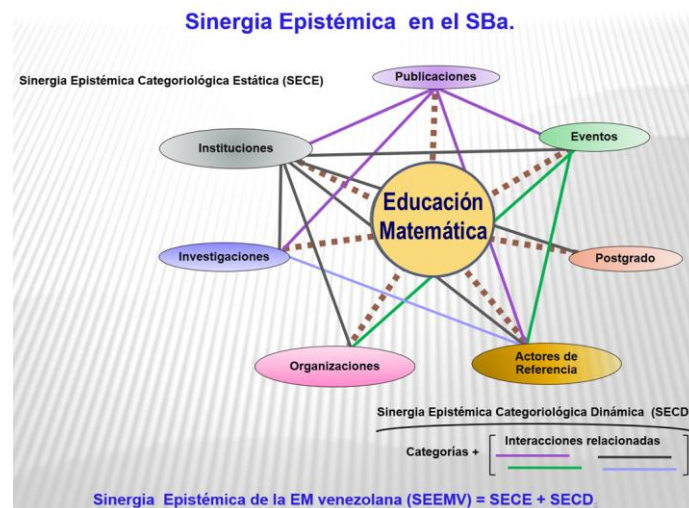 Sinergia Epistémica en el SBa.
Sinergia Epistémica Categoriológica Estática (SECE)
Publicaciones
Eventos
Instituciones
Educación
Matemática
Investigaciones
Postgrado
Organizaciones
Actores de
Referencia
Sinergia Epistémica Categoriológica Dinámica (SECD
Categorías +
Interacciones relacionadas
Sinergia Epistémica de la EM venezolana (SEEMV) = SECE + SECD.